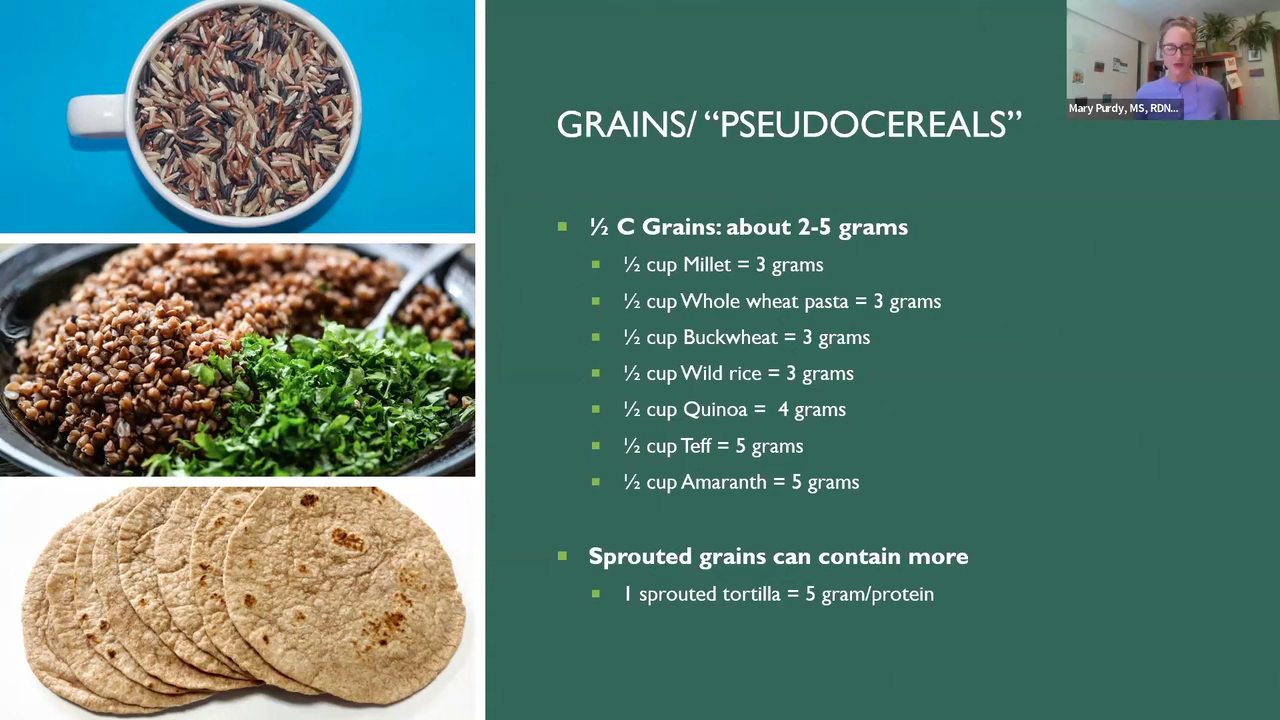 GRAINS/ “PSEUDOCEREALS”
Mary Purdy, MS, RDN...
½ C Grains: about 2-5 grams
½ cup Millet = 3 grams
½ cup Whole wheat pasta = 3 grams
½ cup Buckwheat = 3 grams
½ cup Wild rice = 3 grams
½ cup Quinoa =  4 grams
½ cup Teff = 5 grams
½ cup Amaranth = 5 grams
Sprouted grains can contain more
1 sprouted tortilla = 5 gram/protein